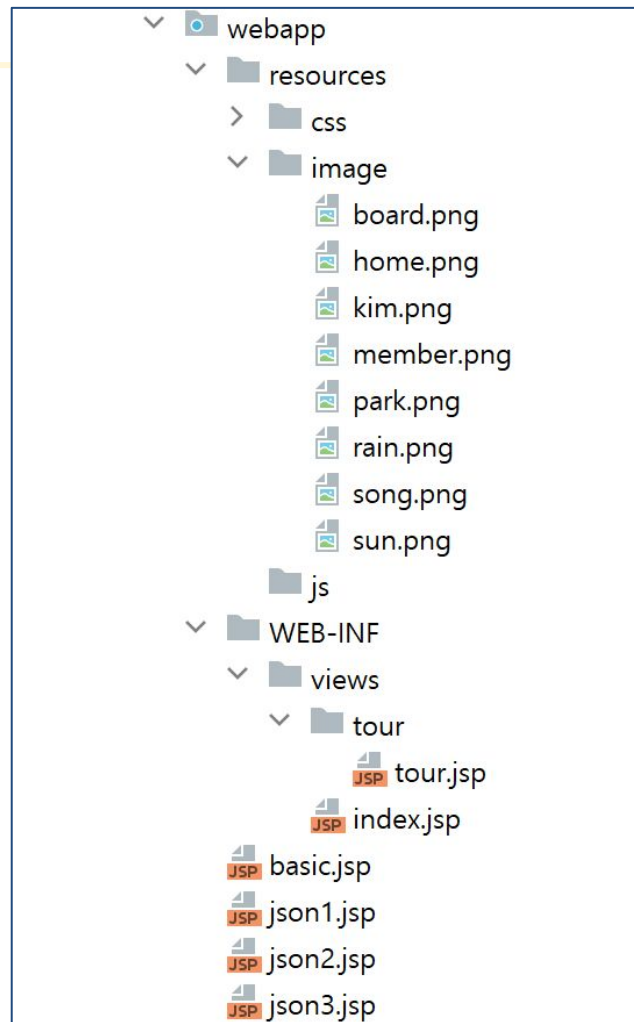 webapp
resources
css
image
board.png
home.png
kim.png
member.png
park.png
rain.png
song.png
sun.png
js
WEB-INF
views
tour
JSP tour.jsp
JSP index.jsp
JSP basic.jsp
JSP json1.jsp
JSP json2.jsp
JSP json3.jsp